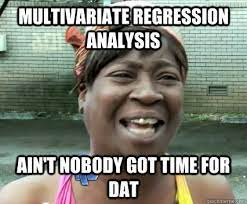 MULTIVARIATE REGRESSION
ANALYSIS
AIN'T NOBODY GOT TIME FOR
DAT